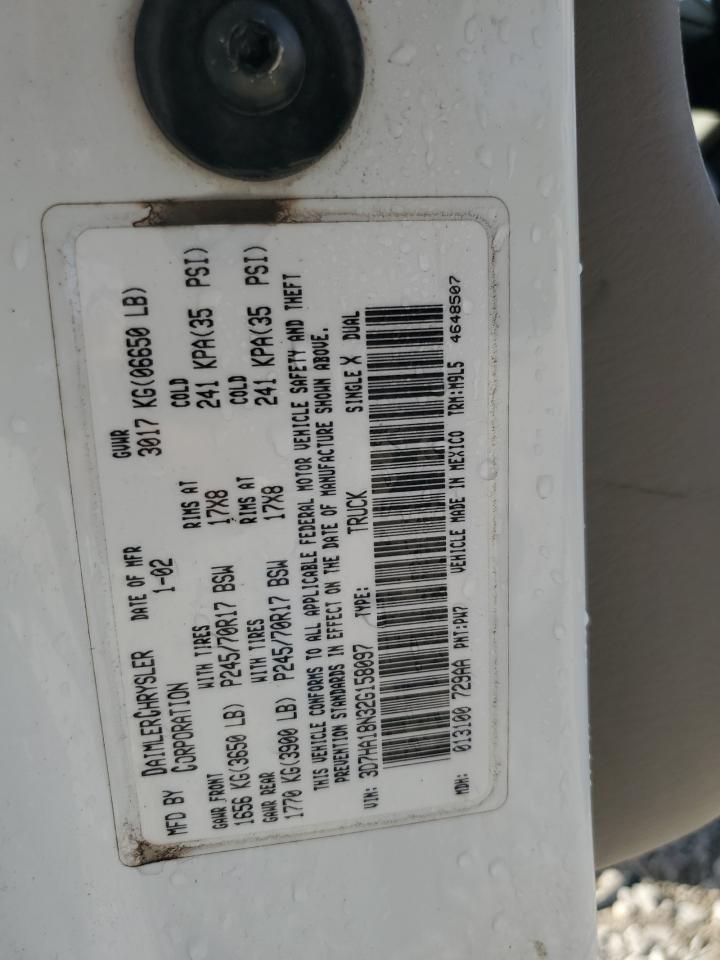 MFD BY DAIMLERCHRYSLER CORPORATION DATE OF MFR 1-02 GVWR 3017 KG(06650 LB)
GAWR FRONT WITH TIRES RIMS AT COLD
1656 KG(3650 LB) P245/70R17 BSW 17X8 241 KPA(35 PSI)
GAWR REAR WITH TIRES RIMS AT COLD
1770 KG(3900 LB) P245/70R17 BSW 17X8 241 KPA(35 PSI)
THIS VEHICLE CONFORMS TO ALL APPLICABLE FEDERAL MOTOR VEHICLE SAFETY AND THEFT
PREVENTION STANDARDS IN EFFECT ON THE DATE OF MANUFACTURE SHOWN ABOVE.
VIN: 3D7HA18N32G158097 TYPE: TRUCK SINGLE X DUAL
MDH: 013100 729AA PNT:PW7 VEHICLE MADE IN MEXICO TRM:M9L5 4648507